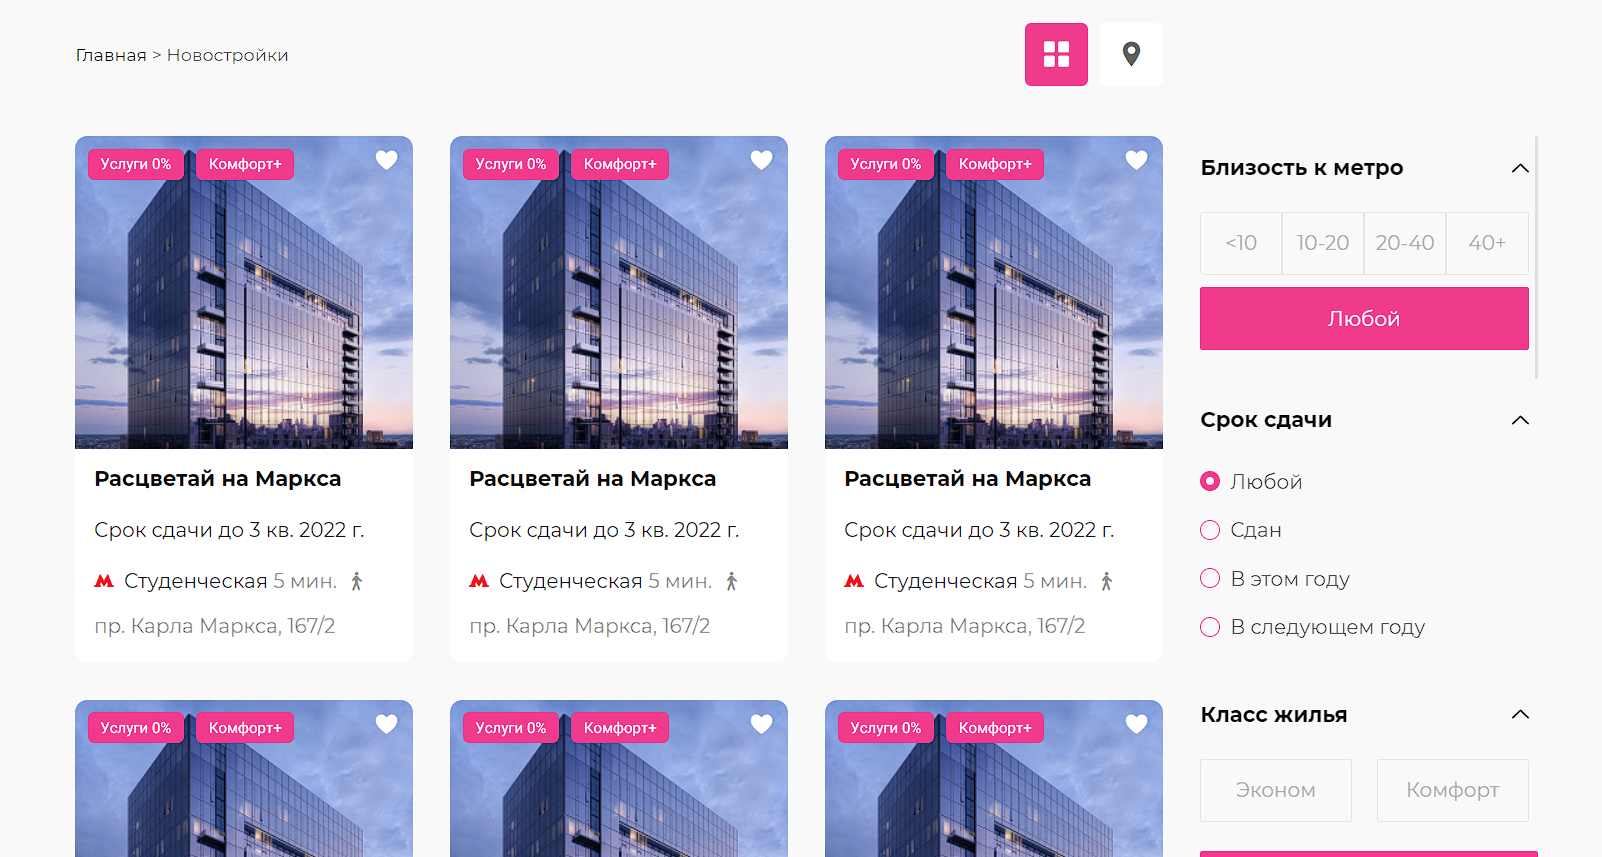 Главная > Новостройки
Услуги 0% Комфорт+
Расцветай на Маркса
Срок сдачи до 3 кв. 2022 г.
Студенческая 5 мин.
пр. Карла Маркса, 167/2
Услуги 0% Комфорт+
Расцветай на Маркса
Срок сдачи до 3 кв. 2022 г.
Студенческая 5 мин.
пр. Карла Маркса, 167/2
Услуги 0% Комфорт+
Расцветай на Маркса
Срок сдачи до 3 кв. 2022 г.
Студенческая 5 мин.
пр. Карла Маркса, 167/2
Услуги 0% Комфорт+
Услуги 0% Комфорт+
Услуги 0% Комфорт+
Близость к метро
<10 10-20 20-40 40+
Любой
Срок сдачи
Любой
Сдан
В этом году
В следующем году
Класс жилья
Эконом Комфорт